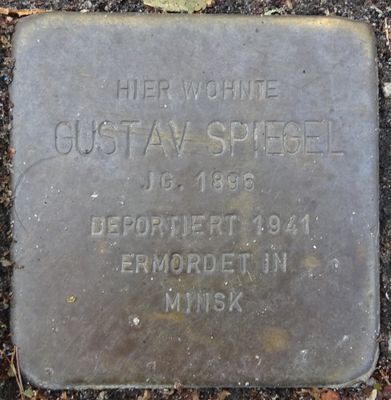 HIER WOHNTE
GUSTAV SPIEGEL
JG. 1896
DEPORTIERT 1941
ERMORDET IN
MINSK